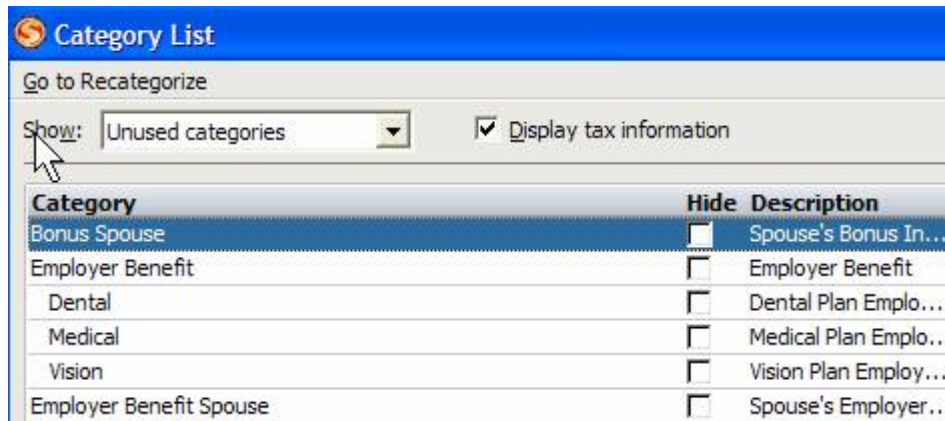 Category List
Go to Recategorize
Show: Unused categories Display tax information
Category Hide Description
Bonus Spouse Spouse's Bonus In...
Employer Benefit Employer Benefit
Dental Dental Plan Emplo...
Medical Medical Plan Emplo...
Vision Vision Plan Employ...
Employer Benefit Spouse Spouse's Employer...